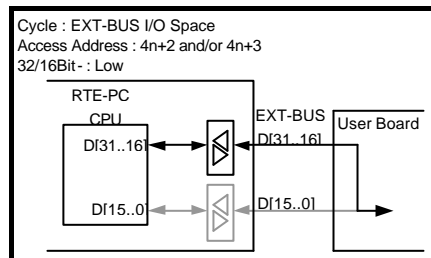 Cycle : EXT-BUS I/O Space
Access Address : 4n+2 and/or 4n+3
32/16Bit- : Low
RTE-PC
CPU
EXT-BUS
User Board
D[31..16]
D[31..16]
D[15..0]
D[15..0]